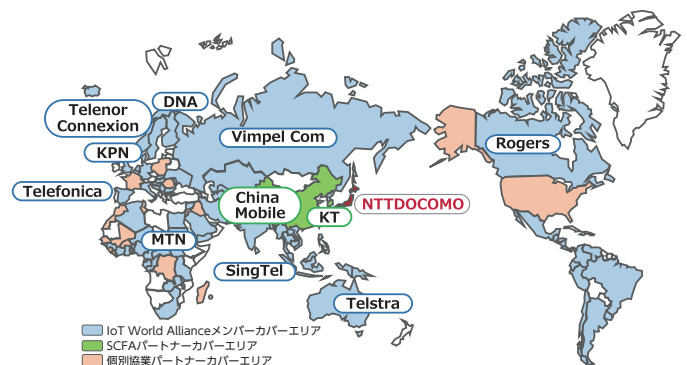 DNA
Telenor
Connexion
Vimpel Com
Rogers
KPN
Telefonica
China
Mobile
NTTDOCOMO
KT
MTN
SingTel
Telstra
IoT World Allianceメンバーカバーエリア
SCFAパートナーカバーエリア
個別協業パートナーカバーエリア